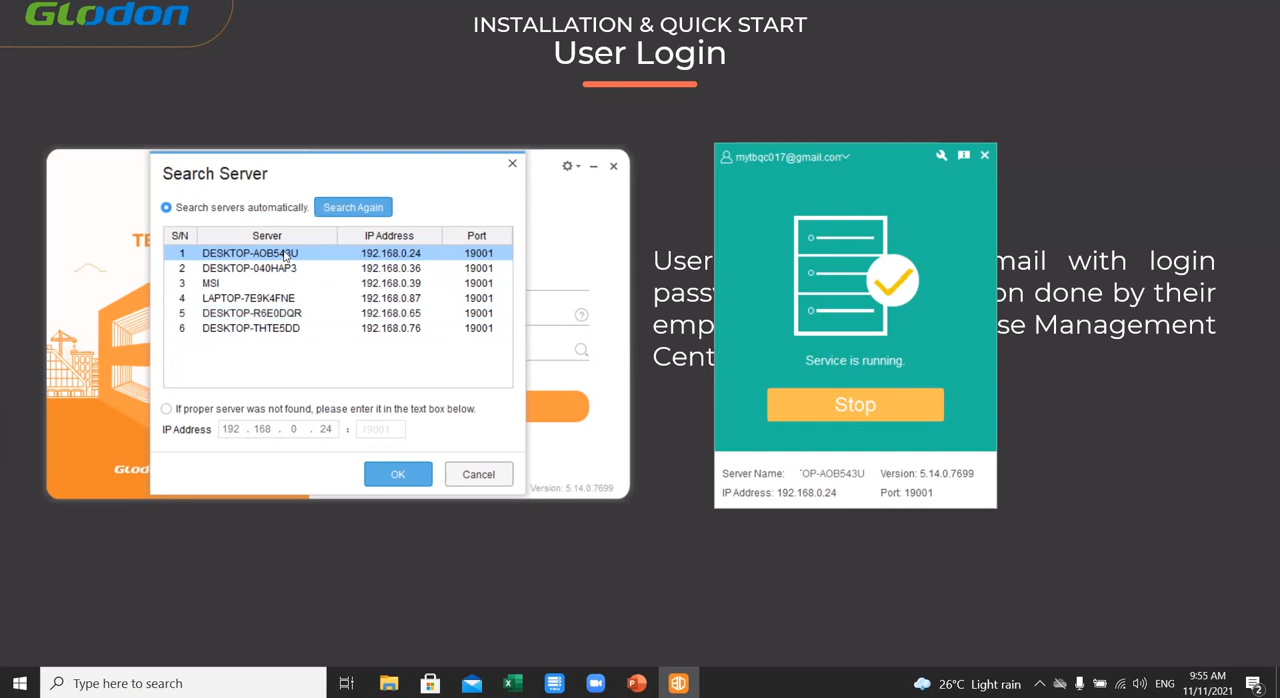 GLODON
INSTALLATION & QUICK START
User Login
Search Server
Search servers automatically.
Search Again
S/N Server IP Address Port
1 DESKTOP-AOB543U 192.168.0.24 19001
2 DESKTOP-040HAP3 192.168.0.36 19001
3 MSI 192.168.0.39 19001
4 LAPTOP-7E9K4FNE 192.168.0.87 19001
5 DESKTOP-R6E0DQR 192.168.0.65 19001
6 DESKTOP-THTE5DD 192.168.0.76 19001
If proper server was not found, please enter it in the text box below.
IP Address 192 . 168 . 0 . 24 : 19001
OK Cancel
TE
GLOD
Version: 5.14.0.7699
mytbqc017@gmail.com
Service is running.
Stop
Server Name: OP-AOB543U Version: 5.14.0.7699
IP Address: 192.168.0.24 Port: 19001
User mail with login
pass on done by their
emp se Management
Cent
Type here to search
26°C Light rain
ENG
9:55 AM
11/11/2021
2